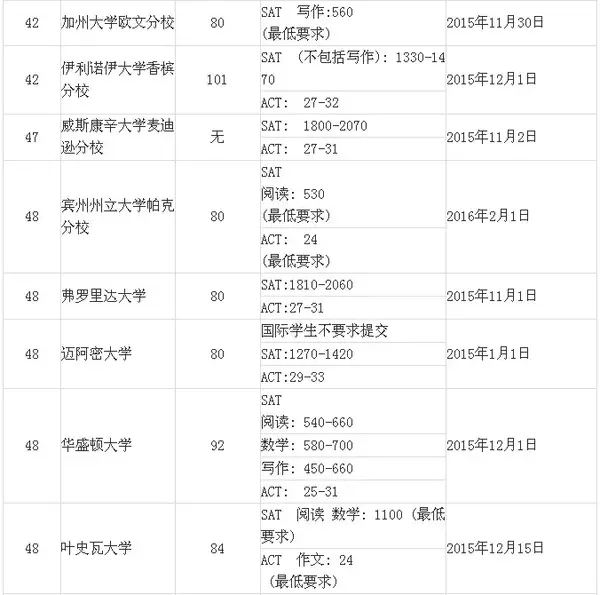 42 加州大学欧文分校 80 SAT 写作:560 2015年11月30日
(最低要求)
42 伊利诺伊大学香槟 101 SAT (不包括写作): 1330-14 2015年12月1日
分校 70
ACT: 27-32
47 威斯康辛大学麦迪 无 SAT: 1800-2070 2015年11月2日
逊分校 ACT: 27-31
48 宾州州立大学帕克 80 SAT 2016年2月1日
分校 阅读: 530
(最低要求)
ACT: 24
(最低要求)
48 弗罗里达大学 80 SAT:1810-2060 2015年11月1日
ACT:27-31
48 迈阿密大学 80 国际学生不要求提交 2015年1月1日
SAT:1270-1420
ACT:29-33
48 华盛顿大学 92 SAT 2015年12月1日
阅读: 540-660
数学: 580-700
写作: 450-660
ACT: 25-31
48 叶史瓦大学 84 SAT 阅读 数学: 1100 (最低 2015年12月15日
要求)
ACT 作文: 24
(最低要求)